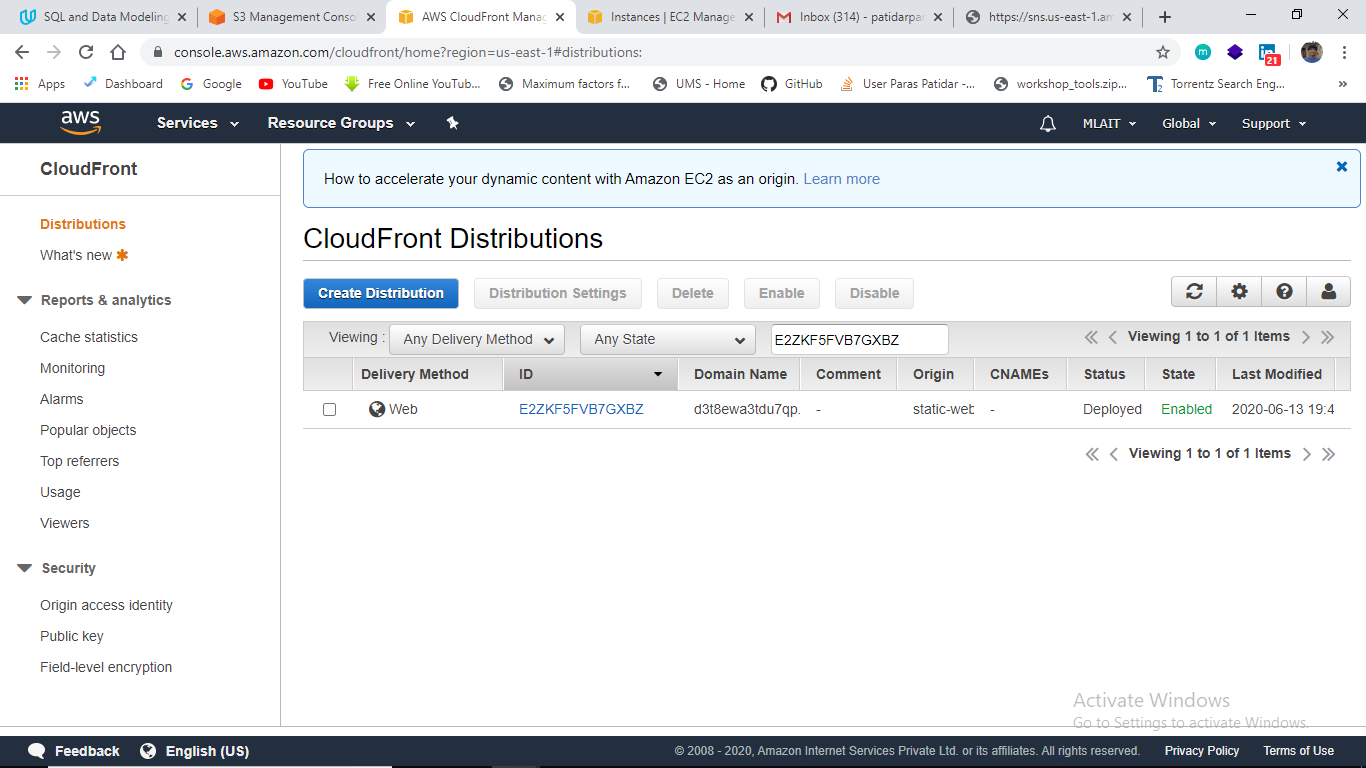 SQL and Data Modeling
S3 Management Conso
AWS CloudFront Manag
Instances | EC2 Manage
Inbox (314) - patidarpar
https://sns.us-east-1.am
console.aws.amazon.com/cloudfront/home?region=us-east-1#distributions:
m
in
21
Apps
Dashboard
Google
YouTube
Free Online YouTub...
Maximum factors f...
UMS - Home
GitHub
User Paras Patidar -...
workshop_tools.zip...
Torrentz Search Eng...
aws
Services
Resource Groups
MLAIT
Global
Support
CloudFront
Distributions
What's new
Reports & analytics
Cache statistics
Monitoring
Alarms
Popular objects
Top referrers
Usage
Viewers
Security
Origin access identity
Public key
Field-level encryption
How to accelerate your dynamic content with Amazon EC2 as an origin. Learn more
CloudFront Distributions
Create Distribution
Distribution Settings
Delete
Enable
Disable
Viewing : Any Delivery Method Any State E2ZKF5FVB7GXBZ Viewing 1 to 1 of 1 Items
Delivery Method ID Domain Name Comment Origin CNAMEs Status State Last Modified
Web E2ZKF5FVB7GXBZ d3t8ewa3tdu7qp. - static-web - Deployed Enabled 2020-06-13 19:4
Viewing 1 to 1 of 1 Items
Activate Windows
Go to Settings to activate Windows.
Feedback
English (US)
© 2008 - 2020, Amazon Internet Services Private Ltd. or its affiliates. All rights reserved.
Privacy Policy
Terms of Use